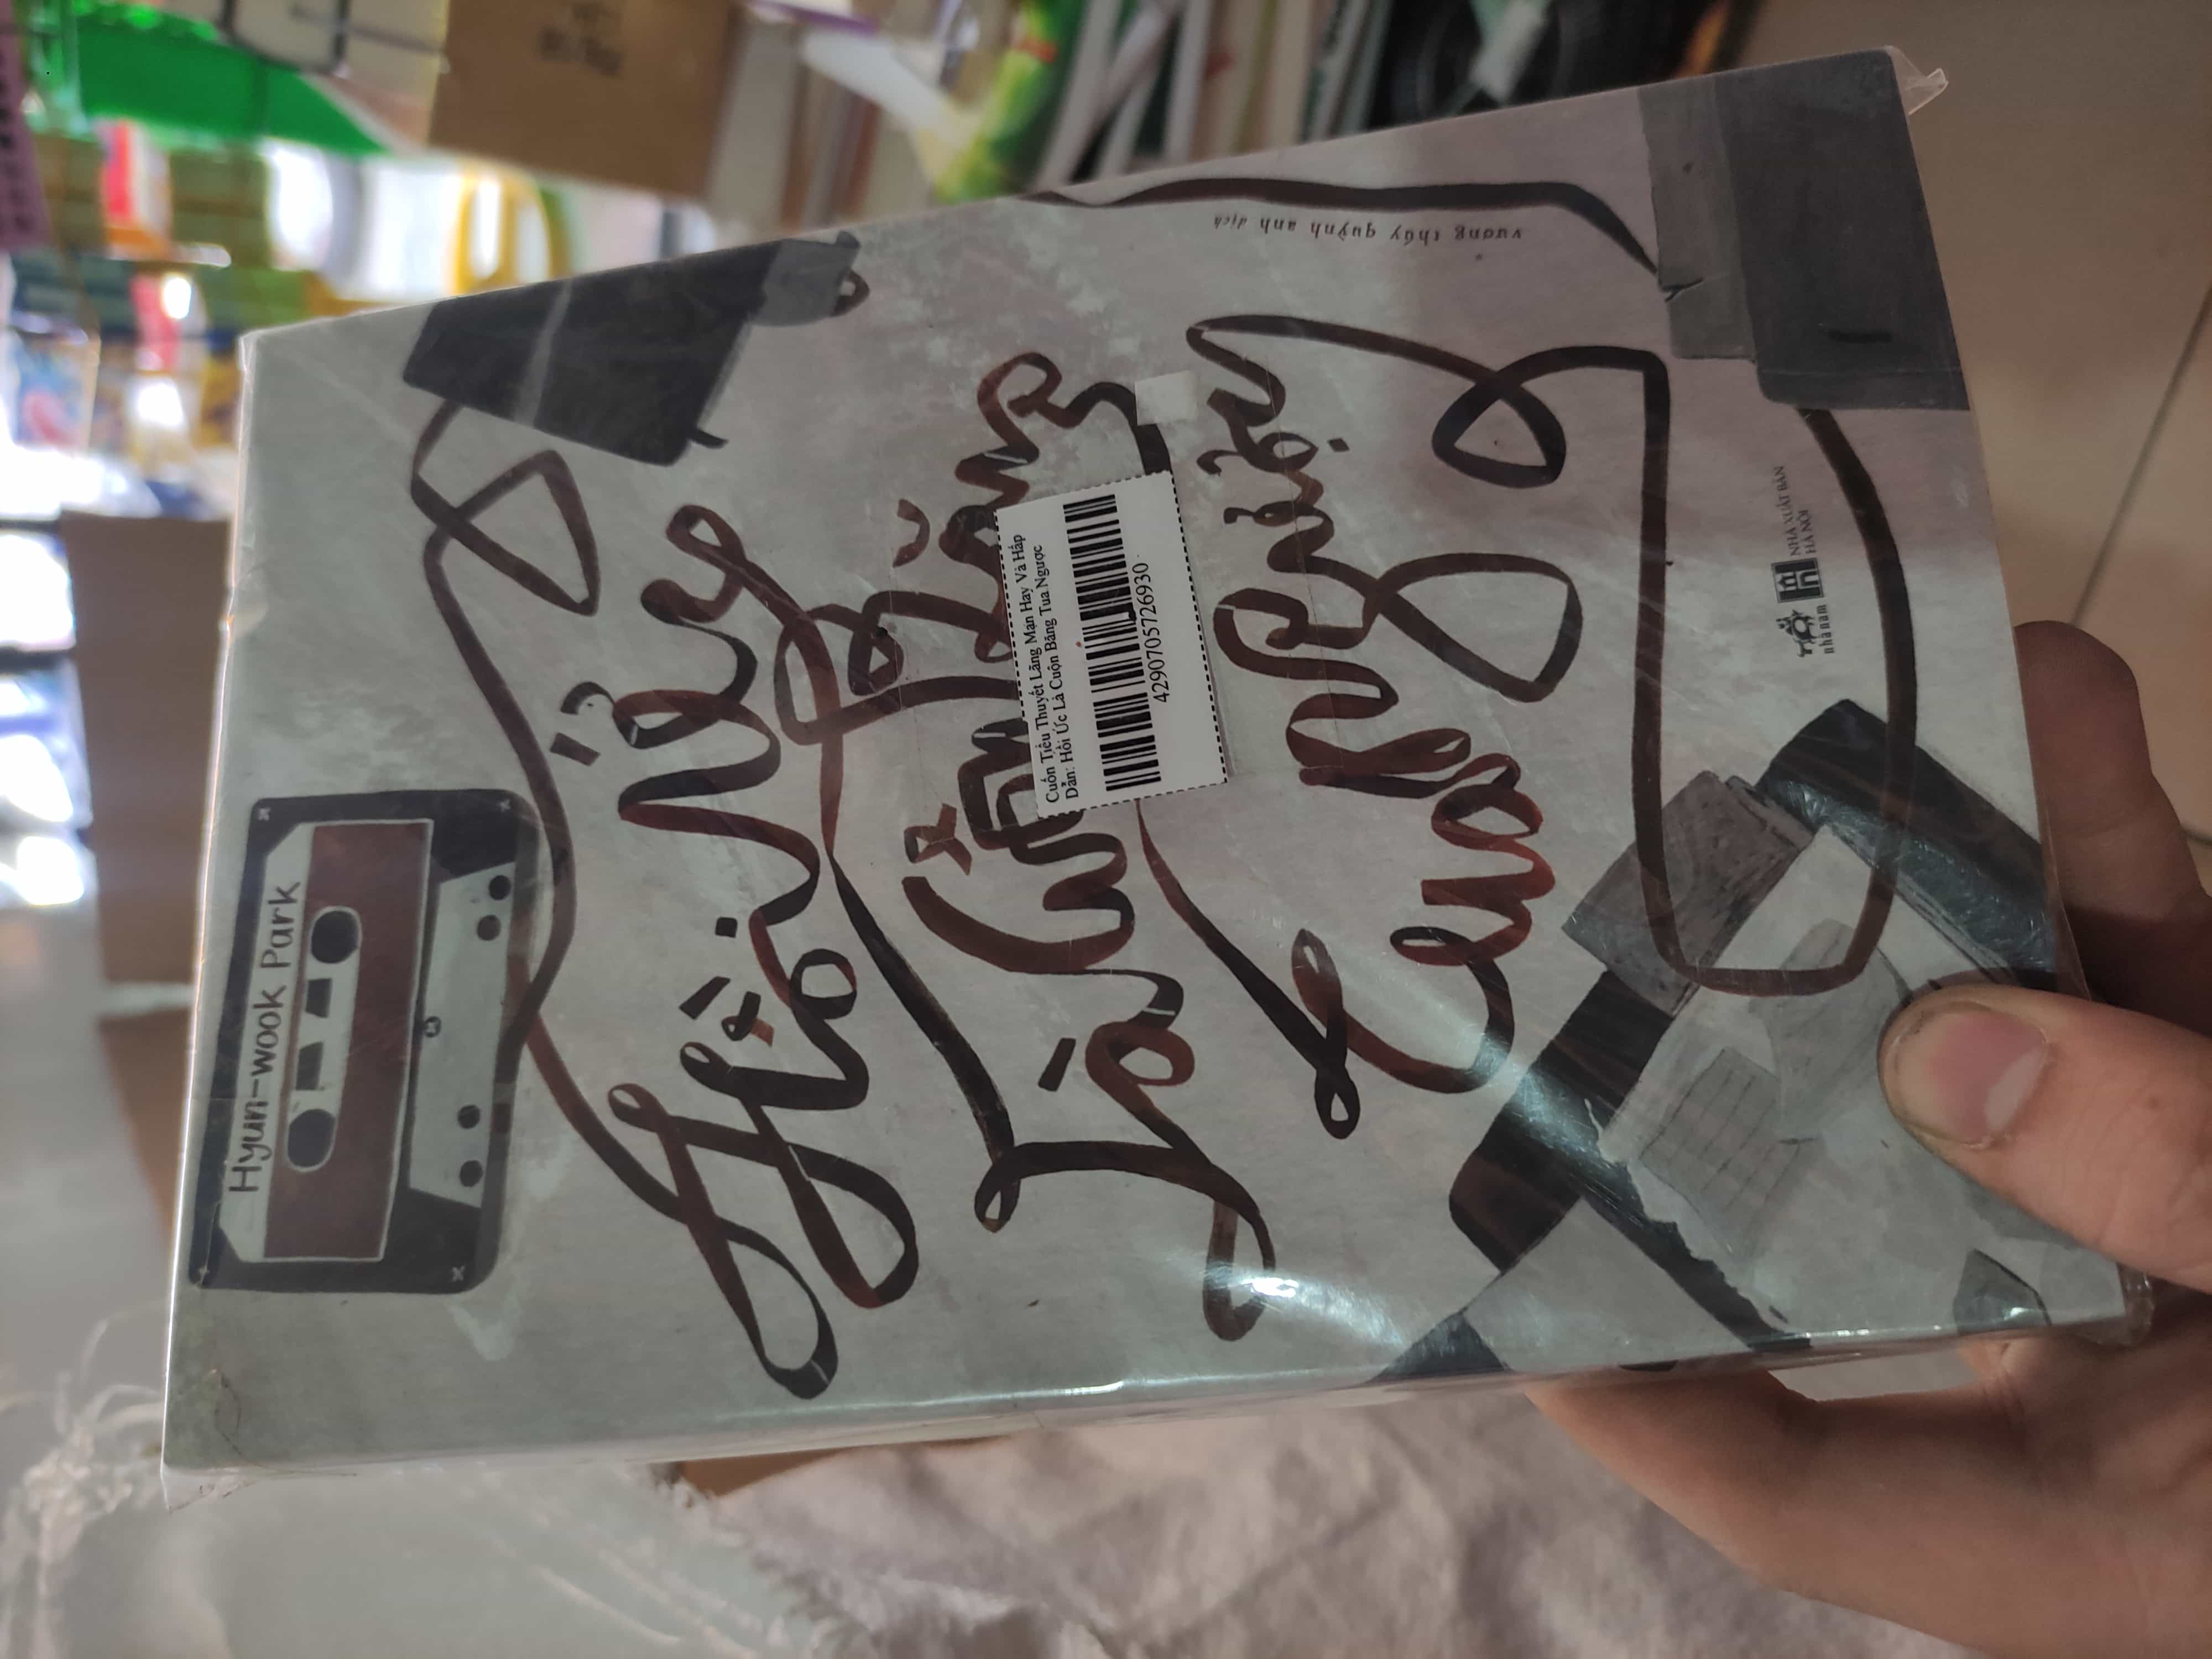 Hyun-wook Park
Hồi Ức
Là Cuộn Băng
Tua Ngược
Cuốn Tiểu Thuyết Lãng Mạn Hay Và Hấp
Dẫn: Hồi Ức Là Cuộn Băng Tua Ngược
4290705726930
vương thúy quỳnh anh dịch
nhã nam
NHÀ XUẤT BẢN
HÀ NỘI